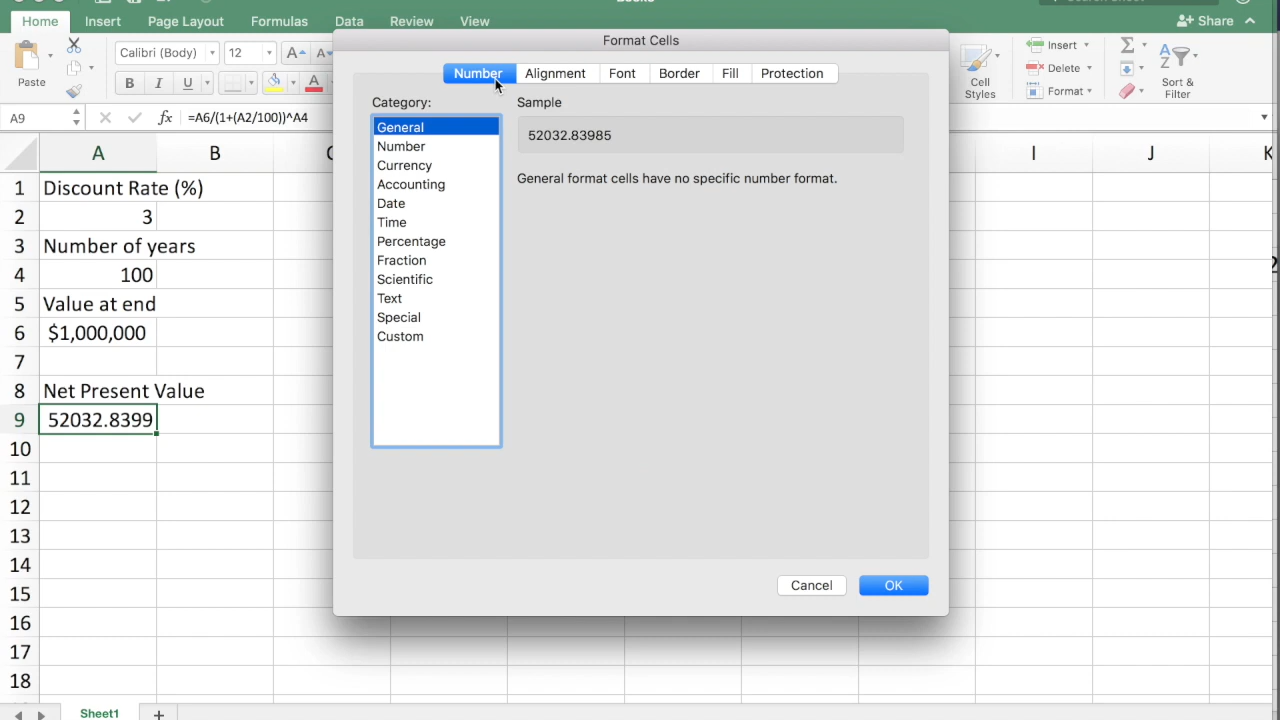 Home Insert Page Layout Formulas Data Review View Share
Format Cells
Calibri (Body) 12 A A
Paste B I U A
Cell Styles
Insert
Delete
Format
Sort & Filter
A9 fx =A6/(1+(A2/100))^A4
Number Alignment Font Border Fill Protection
Category: Sample
General
Number
Currency
Accounting
Date
Time
Percentage
Fraction
Scientific
Text
Special
Custom
52032.83985
General format cells have no specific number format.
Cancel OK
A B I J K
1 Discount Rate (%)
2 3
3 Number of years
4 100
5 Value at end
6 $1,000,000
7
8 Net Present Value
9 52032.8399
10
11
12
13
14
15
16
17
18
Sheet1 +